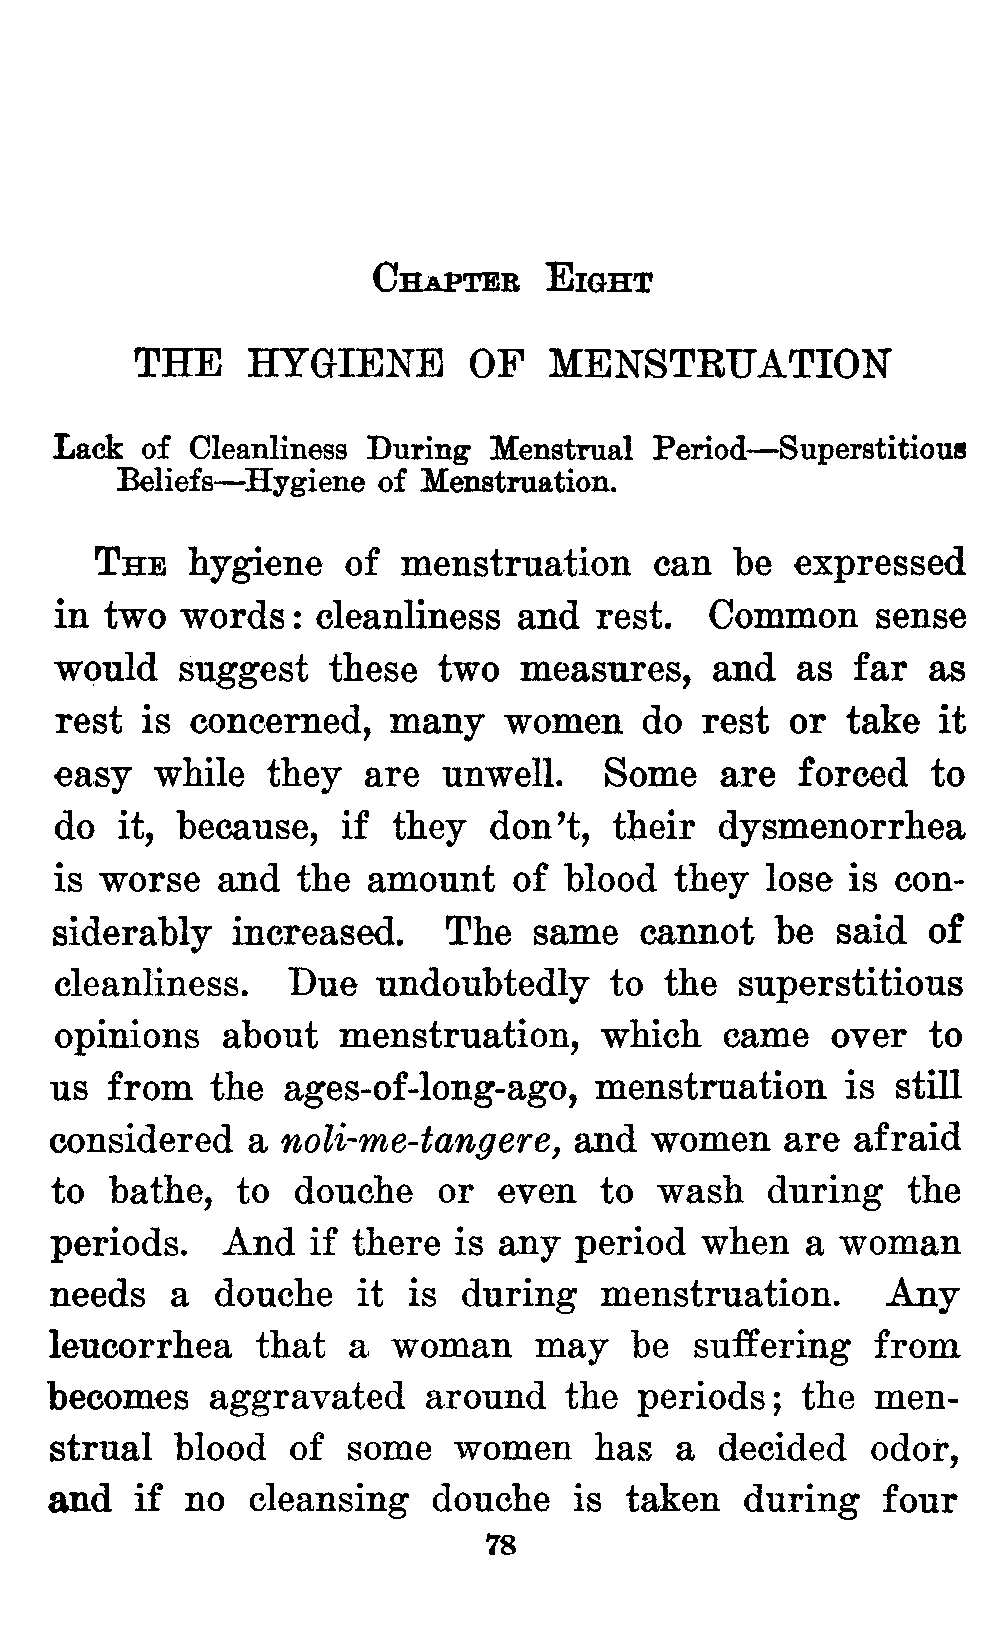 CHAPTER EIGHT
THE HYGIENE OF MENSTRUATION
Lack of Cleanliness During Menstrual Period—Superstitious
Beliefs—Hygiene of Menstruation.
THE hygiene of menstruation can be expressed
in two words: cleanliness and rest. Common sense
would suggest these two measures, and as far as
rest is concerned, many women do rest or take it
easy while they are unwell. Some are forced to
do it, because, if they don't, their dysmenorrhea
is worse and the amount of blood they lose is con-
siderably increased. The same cannot be said of
cleanliness. Due undoubtedly to the superstitious
opinions about menstruation, which came over to
us from the ages-of-long-ago, menstruation is still
considered a noli-me-tangere, and women are afraid
to bathe, to douche or even to wash during the
periods. And if there is any period when a woman
needs a douche it is during menstruation. Any
leucorrhea that a woman may be suffering from
becomes aggravated around the periods; the men-
strual blood of some women has a decided odor,
and if no cleansing douche is taken during four
78